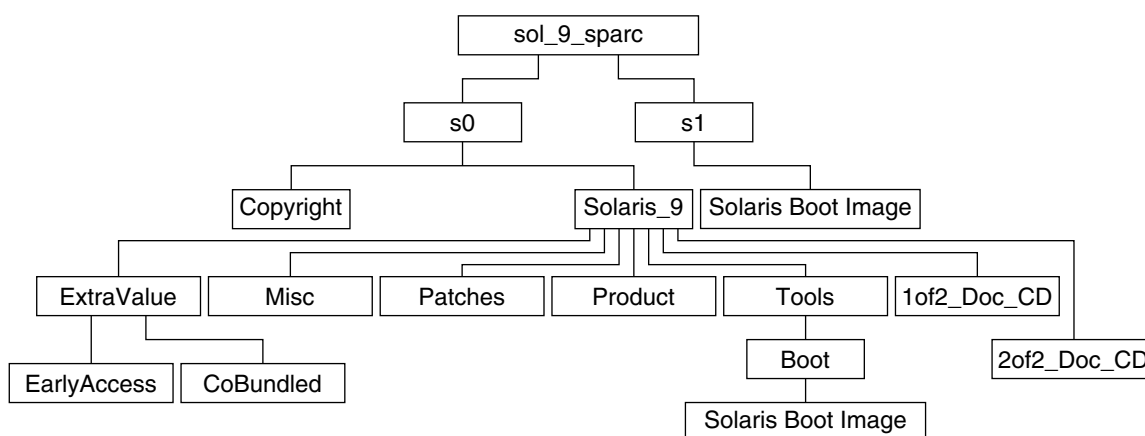 sol_9_sparc
s0
s1
Copyright
Solaris_9
Solaris Boot Image
ExtraValue
Misc
Patches
Product
Tools
1of2_Doc_CD
EarlyAccess
CoBundled
Boot
2of2_Doc_CD
Solaris Boot Image